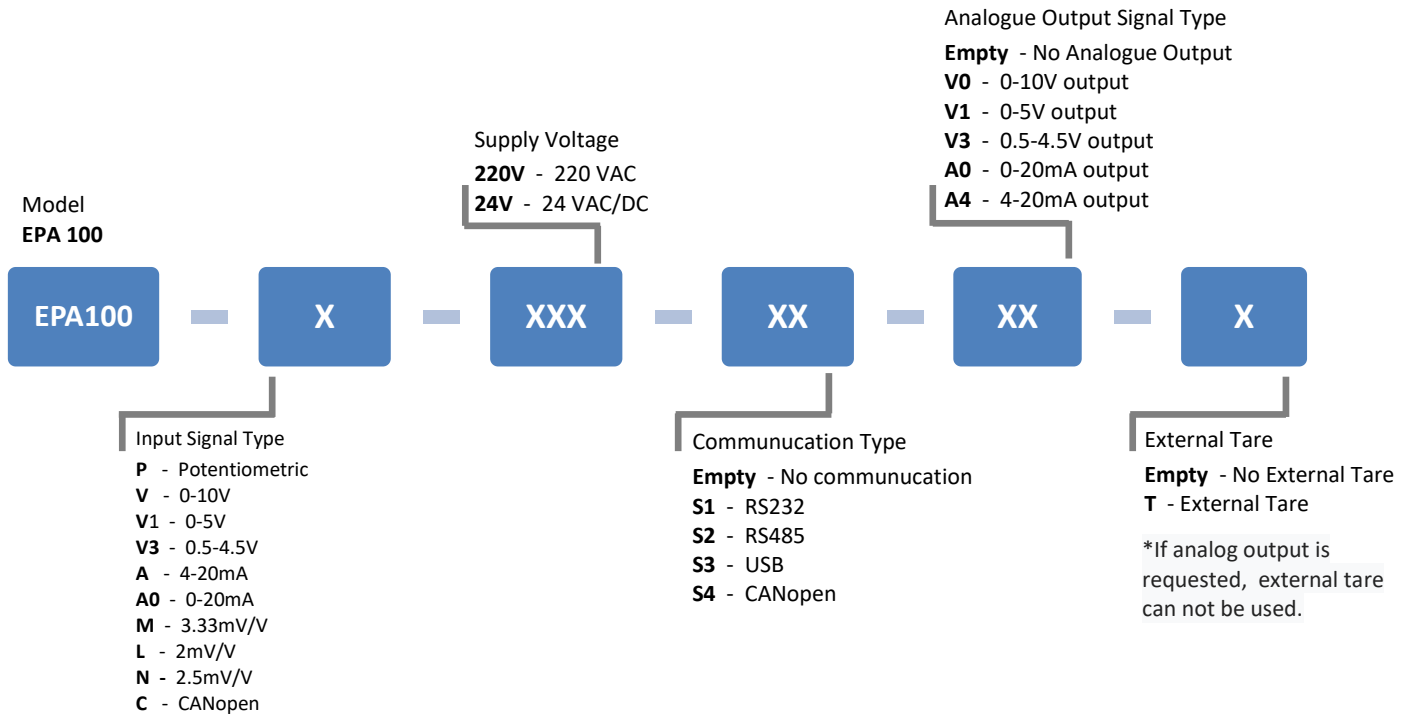 Model
EPA 100
Supply Voltage
220V - 220 VAC
24V - 24 VAC/DC
Analogue Output Signal Type
Empty - No Analogue Output
V0 - 0-10V output
V1 - 0-5V output
V3 - 0.5-4.5V output
A0 - 0-20mA output
A4 - 4-20mA output
EPA100 - X - XXX - XX - XX - X
Input Signal Type
P - Potentiometric
V - 0-10V
V1 - 0-5V
V3 - 0.5-4.5V
A - 4-20mA
A0 - 0-20mA
M - 3.33mV/V
L - 2mV/V
N - 2.5mV/V
C - CANopen
Communucation Type
Empty - No communucation
S1 - RS232
S2 - RS485
S3 - USB
S4 - CANopen
External Tare
Empty - No External Tare
T - External Tare
*If analog output is
requested, external tare
can not be used.